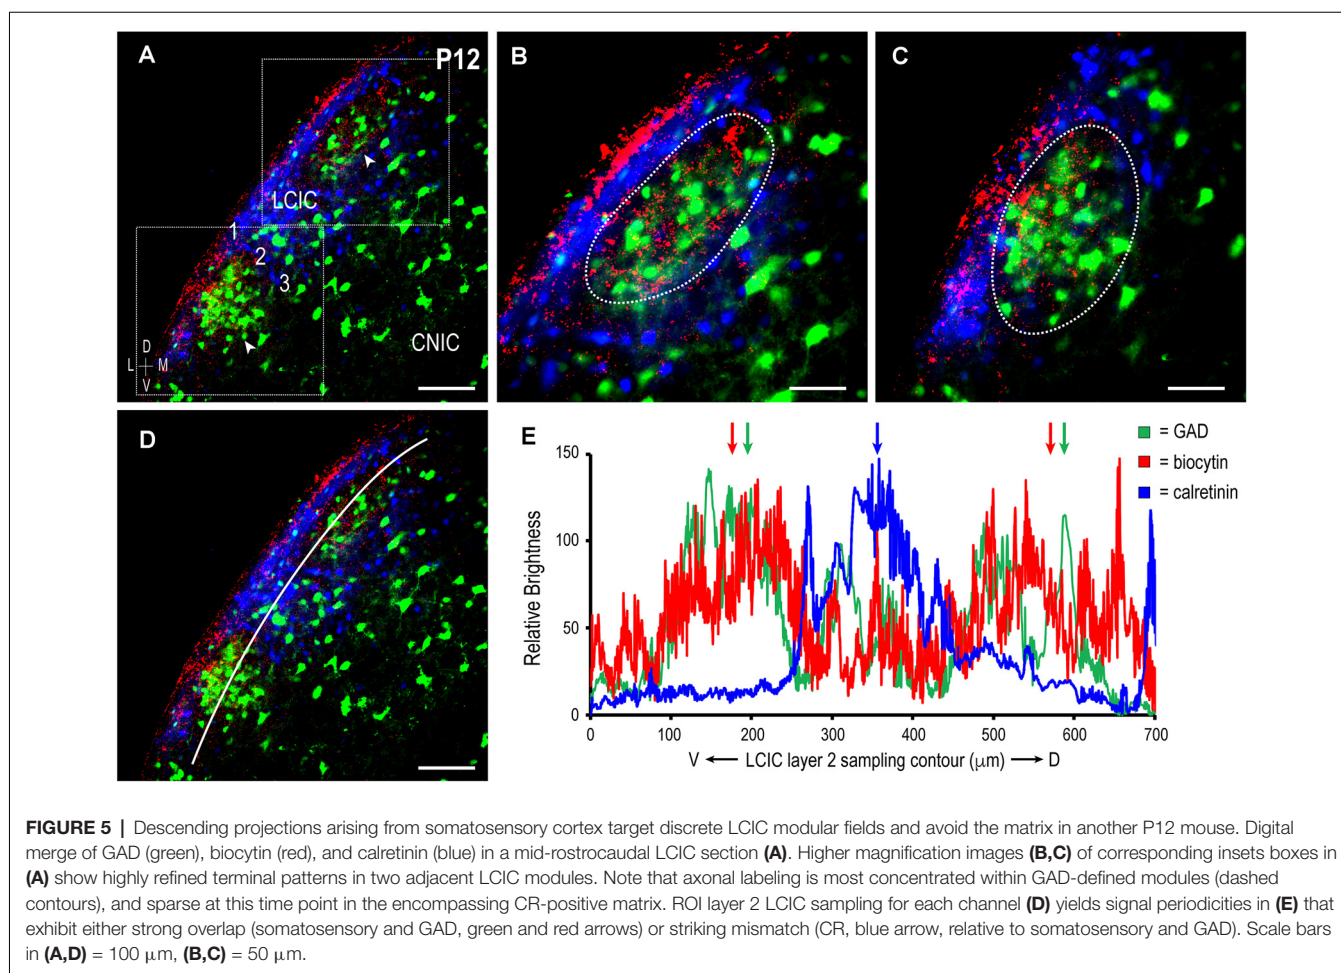 A
P12
LCIC
1
2
3
CNIC
D
L M
V
B
C
D
E
= GAD
= biocytin
= calretinin
Relative Brightness
150
100
50
0
0 100 200 300 400 500 600 700
V ← LCIC layer 2 sampling contour (μm) → D
FIGURE 5 | Descending projections arising from somatosensory cortex target discrete LCIC modular fields and avoid the matrix in another P12 mouse. Digital
merge of GAD (green), biocytin (red), and calretinin (blue) in a mid-rostrocaudal LCIC section (A). Higher magnification images (B,C) of corresponding insets boxes in
(A) show highly refined terminal patterns in two adjacent LCIC modules. Note that axonal labeling is most concentrated within GAD-defined modules (dashed
contours), and sparse at this time point in the encompassing CR-positive matrix. ROI layer 2 LCIC sampling for each channel (D) yields signal periodicities in (E) that
exhibit either strong overlap (somatosensory and GAD, green and red arrows) or striking mismatch (CR, blue arrow, relative to somatosensory and GAD). Scale bars
in (A,D) = 100 μm, (B,C) = 50 μm.